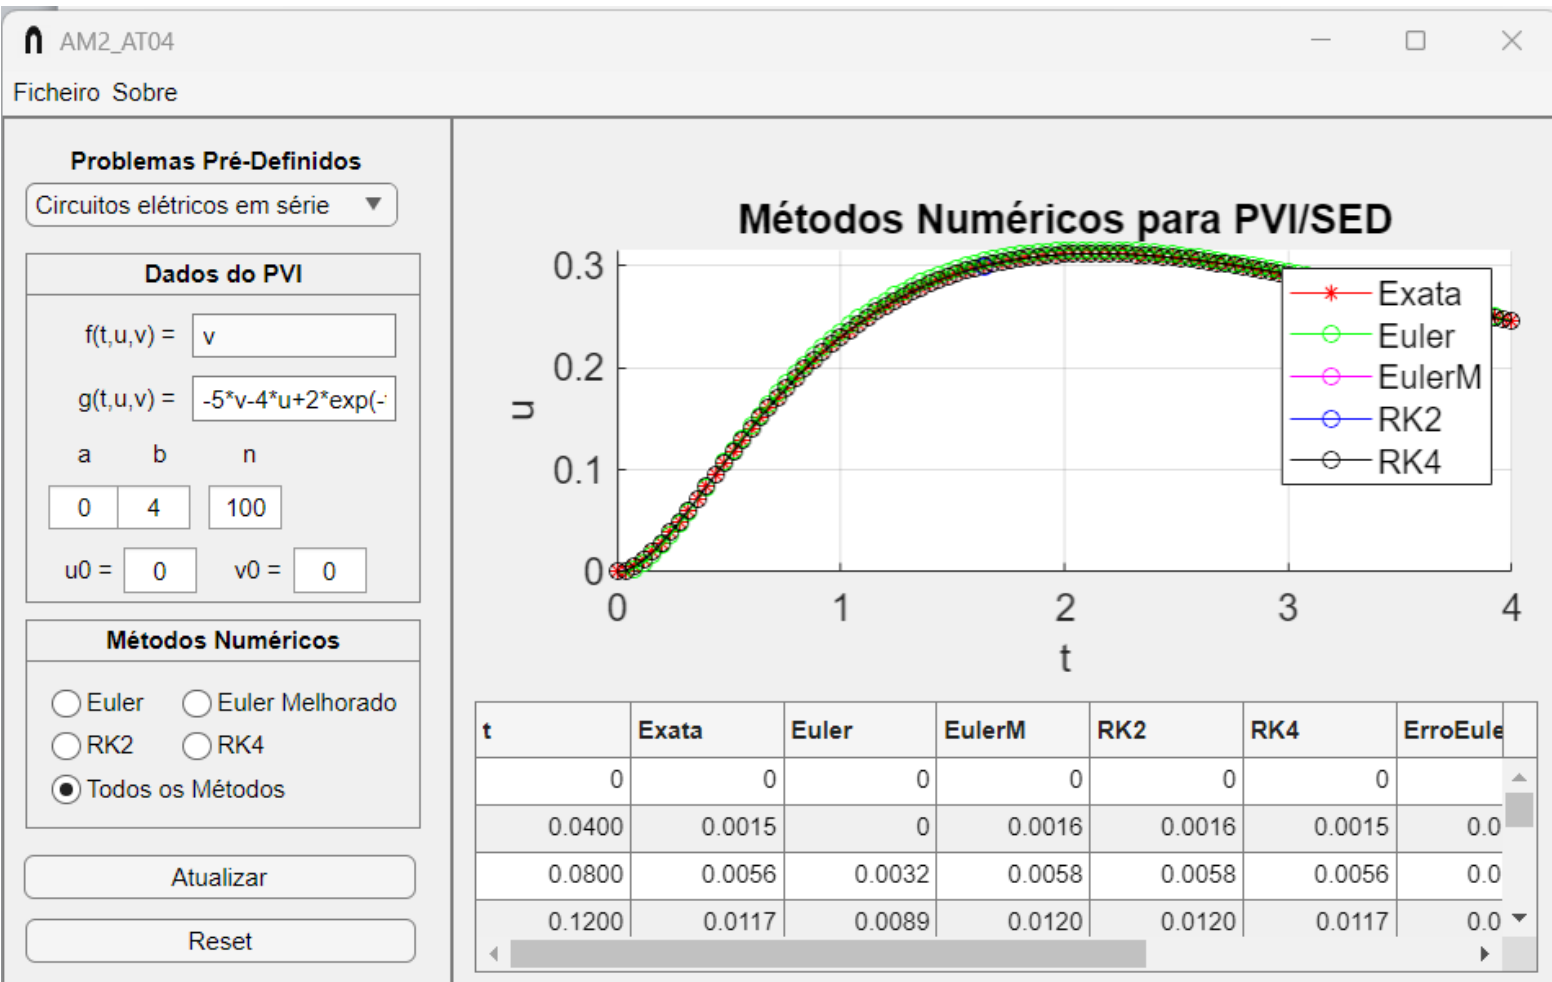 AM2_AT04
Ficheiro Sobre
Problemas Pré-Definidos
Circuitos elétricos em série
Dados do PVI
f(t,u,v) = v
g(t,u,v) = -5*v-4*u+2*exp(-
a b n
0 4 100
u0 = 0 v0 = 0
Métodos Numéricos
Euler Euler Melhorado
RK2 RK4
Todos os Métodos
Atualizar
Reset
Métodos Numéricos para PVI/SED
0.3
0.2
0.1
0
u
0 1 2 3 4
t
Exata
Euler
EulerM
RK2
RK4
t Exata Euler EulerM RK2 RK4 ErroEule
0 0 0 0 0 0
0.0400 0.0015 0 0.0016 0.0016 0.0015 0.0
0.0800 0.0056 0.0032 0.0058 0.0058 0.0056 0.0
0.1200 0.0117 0.0089 0.0120 0.0120 0.0117 0.0